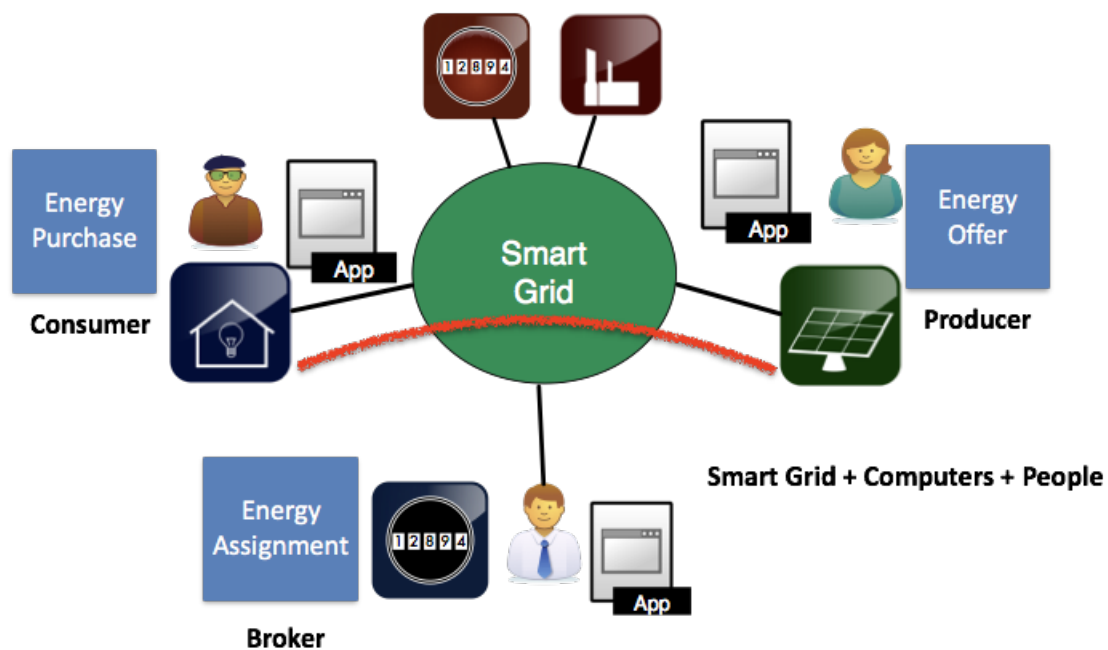 12894
Energy
Purchase
App
Consumer
Smart
Grid
App
Energy
Offer
Producer
Smart Grid + Computers + People
Energy
Assignment
12894
App
Broker